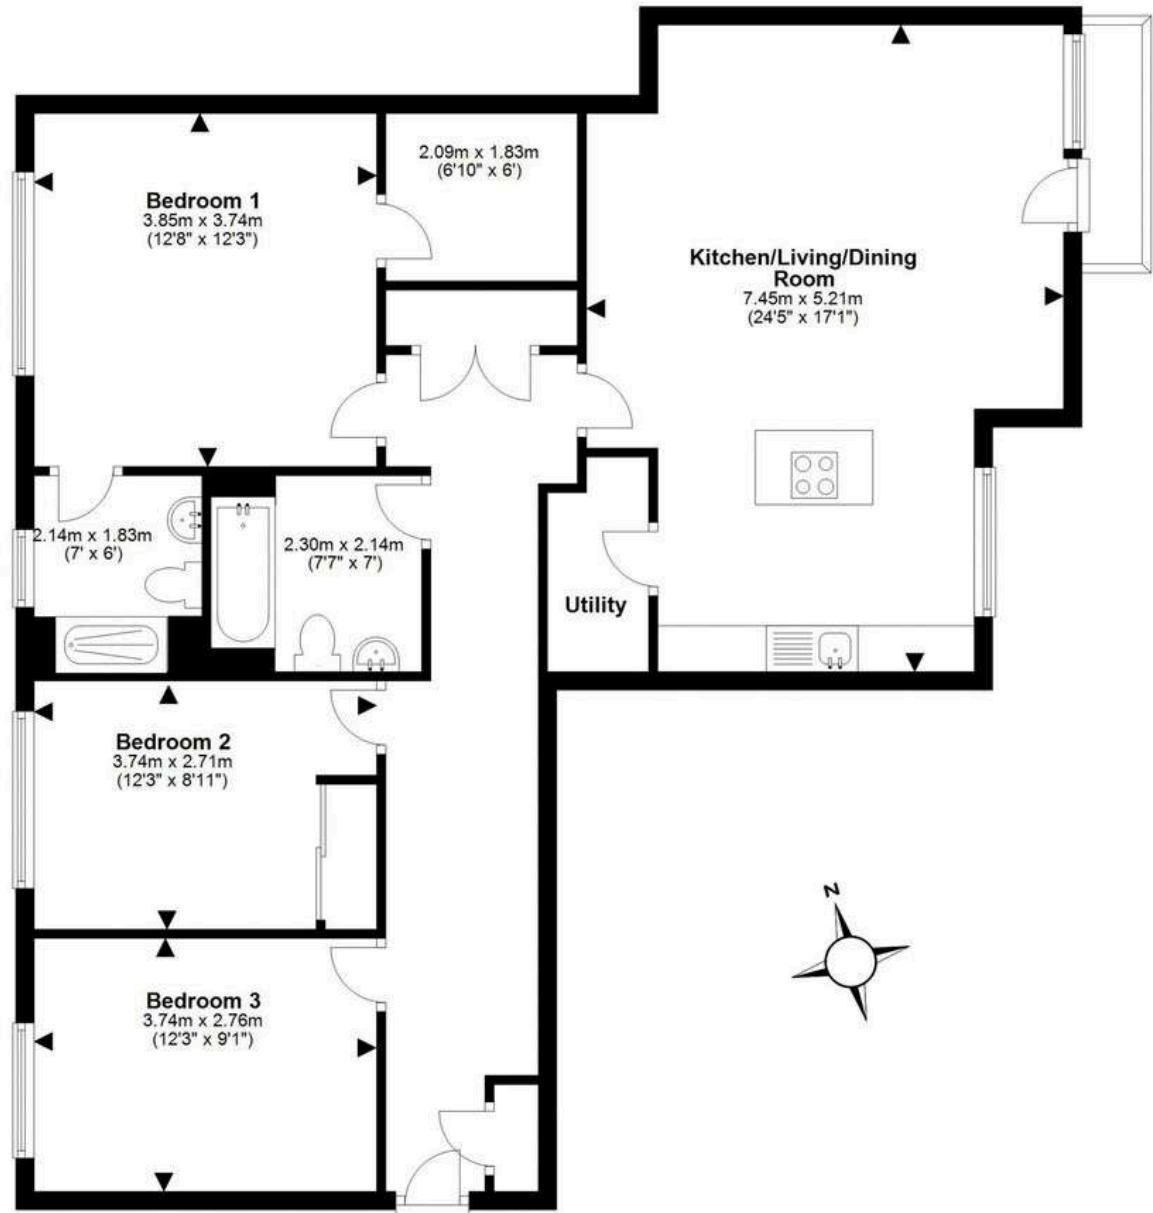 2.09m x 1.83m
(6'10" x 6')
Bedroom 1
3.85m x 3.74m
(12'8" x 12'3")
Kitchen/Living/Dining
Room
7.45m x 5.21m
(24'5" x 17'1")
2.14m x 1.83m
(7' x 6')
2.30m x 2.14m
(7'7" x 7')
Utility
Bedroom 2
3.74m x 2.71m
(12'3" x 8'11")
N
Bedroom 3
3.74m x 2.76m
(12'3" x 9'1")